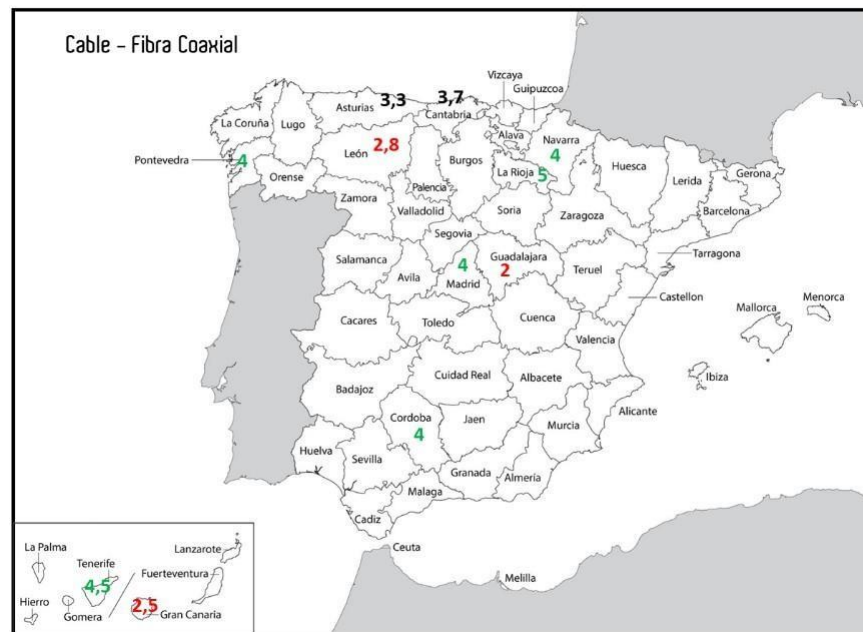 Cable - Fibra Coaxial
Vizcaya
Guipuzcoa
3,3
3,7
Asturias
Cantabria
La Coruña
Lugo
Alava
Navarra
4
Pontevedra
4
León
2,8
Burgos
La Rioja
5
Huesca
Lerida
Gerona
Orense
Palencia
Zamora
Valladolid
Soria
Zaragoza
Barcelona
Segovia
Salamanca
Avila
4
Madrid
Guadalajara
2
Teruel
Tarragona
Castellon
Mallorca
Menorca
Cacares
Toledo
Cuenca
Valencia
Ibiza
Badajoz
Cuidad Real
Albacete
Cordoba
4
Jaen
Murcia
Alicante
Huelva
Sevilla
Granada
Almería
Malaga
Cadiz
Ceuta
Melilla
La Palma
Tenerife
4,5
Lanzarote
Fuerteventura
Hierro
Gomera
2,5
Gran Canaria